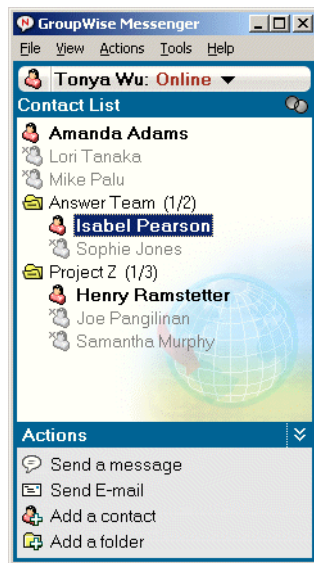 GroupWise Messenger
File View Actions Tools Help
Tonya Wu: Online
Contact List
Amanda Adams
Lori Tanaka
Mike Palu
Answer Team (1/2)
Isabel Pearson
Sophie Jones
Project Z (1/3)
Henry Ramstetter
Joe Pangilinan
Samantha Murphy
Actions
Send a message
Send E-mail
Add a contact
Add a folder